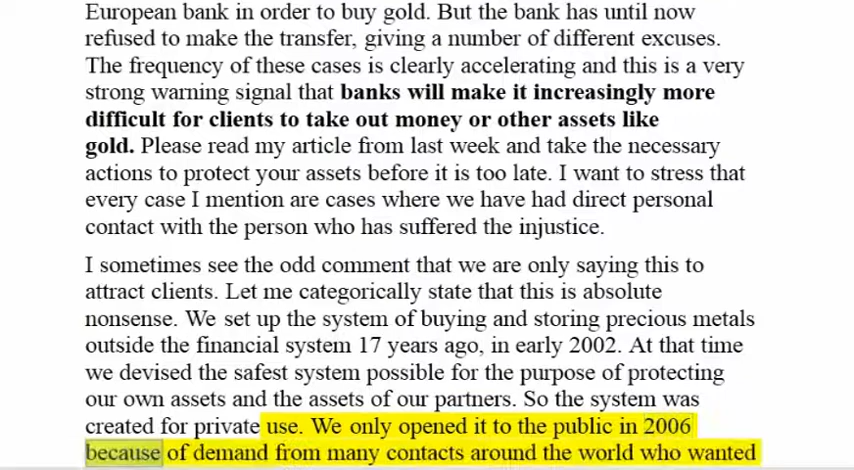 European bank in order to buy gold. But the bank has until now
refused to make the transfer, giving a number of different excuses.
The frequency of these cases is clearly accelerating and this is a very
strong warning signal that banks will make it increasingly more
difficult for clients to take out money or other assets like
gold. Please read my article from last week and take the necessary
actions to protect your assets before it is too late. I want to stress that
every case I mention are cases where we have had direct personal
contact with the person who has suffered the injustice.
I sometimes see the odd comment that we are only saying this to
attract clients. Let me categorically state that this is absolute
nonsense. We set up the system of buying and storing precious metals
outside the financial system 17 years ago, in early 2002. At that time
we devised the safest system possible for the purpose of protecting
our own assets and the assets of our partners. So the system was
created for private use. We only opened it to the public in 2006
because of demand from many contacts around the world who wanted